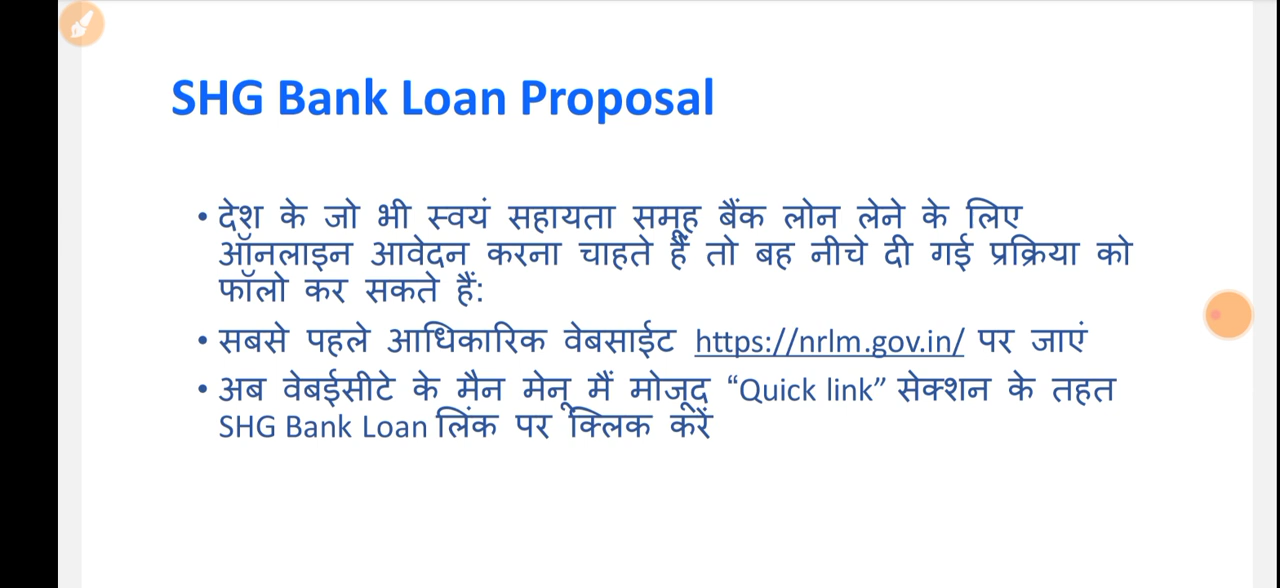 SHG Bank Loan Proposal
• देश के जो भी स्वयं सहायता समूह बैंक लोन लेने के लिए
ऑनलाइन आवेदन करना चाहते हैं तो बह नीचे दी गई प्रक्रिया को
फॉलो कर सकते हैं:
• सबसे पहले आधिकारिक वेबसाईट https://nrlm.gov.in/ पर जाएं
• अब वेबईसीटे के मैन मेनू मैं मोजूद “Quick link” सेक्शन के तहत
SHG Bank Loan लिंक पर क्लिक करें